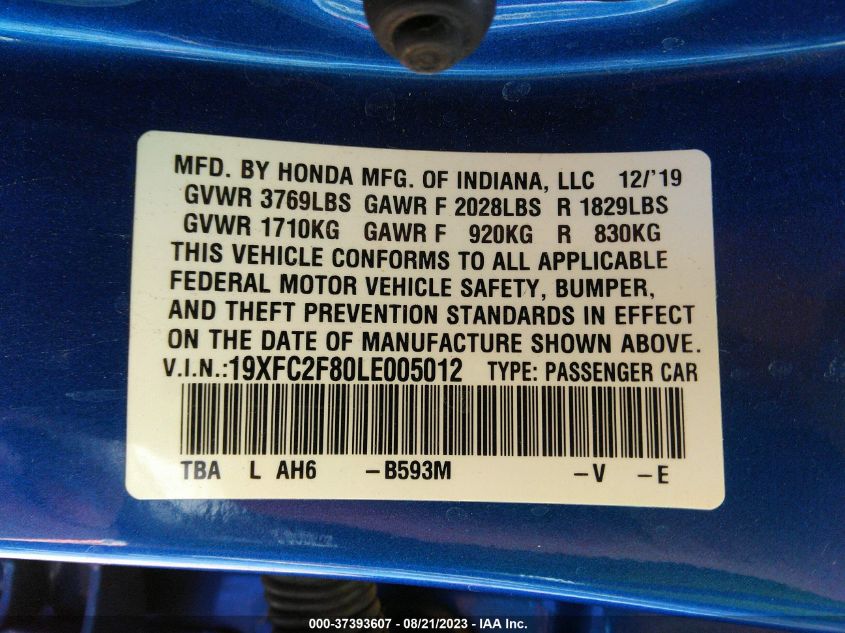 MFD. BY HONDA MFG. OF INDIANA, LLC 12/'19
GVWR 3769LBS GAWR F 2028LBS R 1829LBS
GVWR 1710KG GAWR F 920KG R 830KG
THIS VEHICLE CONFORMS TO ALL APPLICABLE
FEDERAL MOTOR VEHICLE SAFETY, BUMPER,
AND THEFT PREVENTION STANDARDS IN EFFECT
ON THE DATE OF MANUFACTURE SHOWN ABOVE.
V.I.N.:19XFC2F80LE005012 TYPE: PASSENGER CAR
TBA L AH6 –B593M –V –E
000-37393607 - 08/21/2023 - IAA Inc.